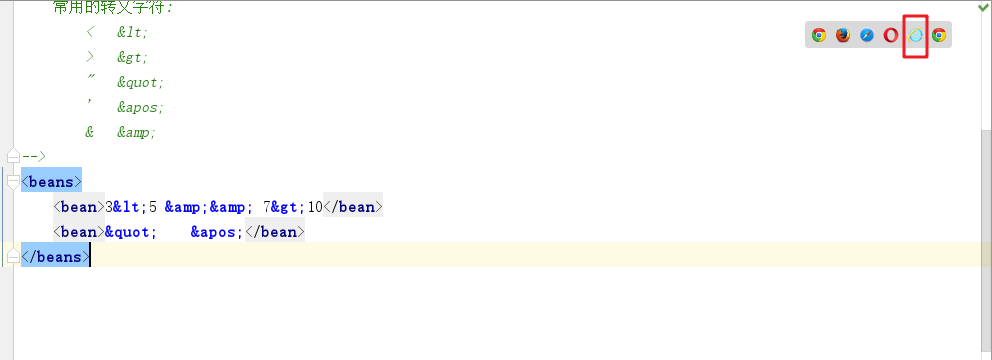 常用的转义字符:
< &lt;
> &gt;
" &quot;
' &apos;
& &amp;
-->
<beans>
<bean>3&lt;5 &amp;&amp; 7&gt;10</bean>
<bean>&quot; &apos;</bean>
</beans>